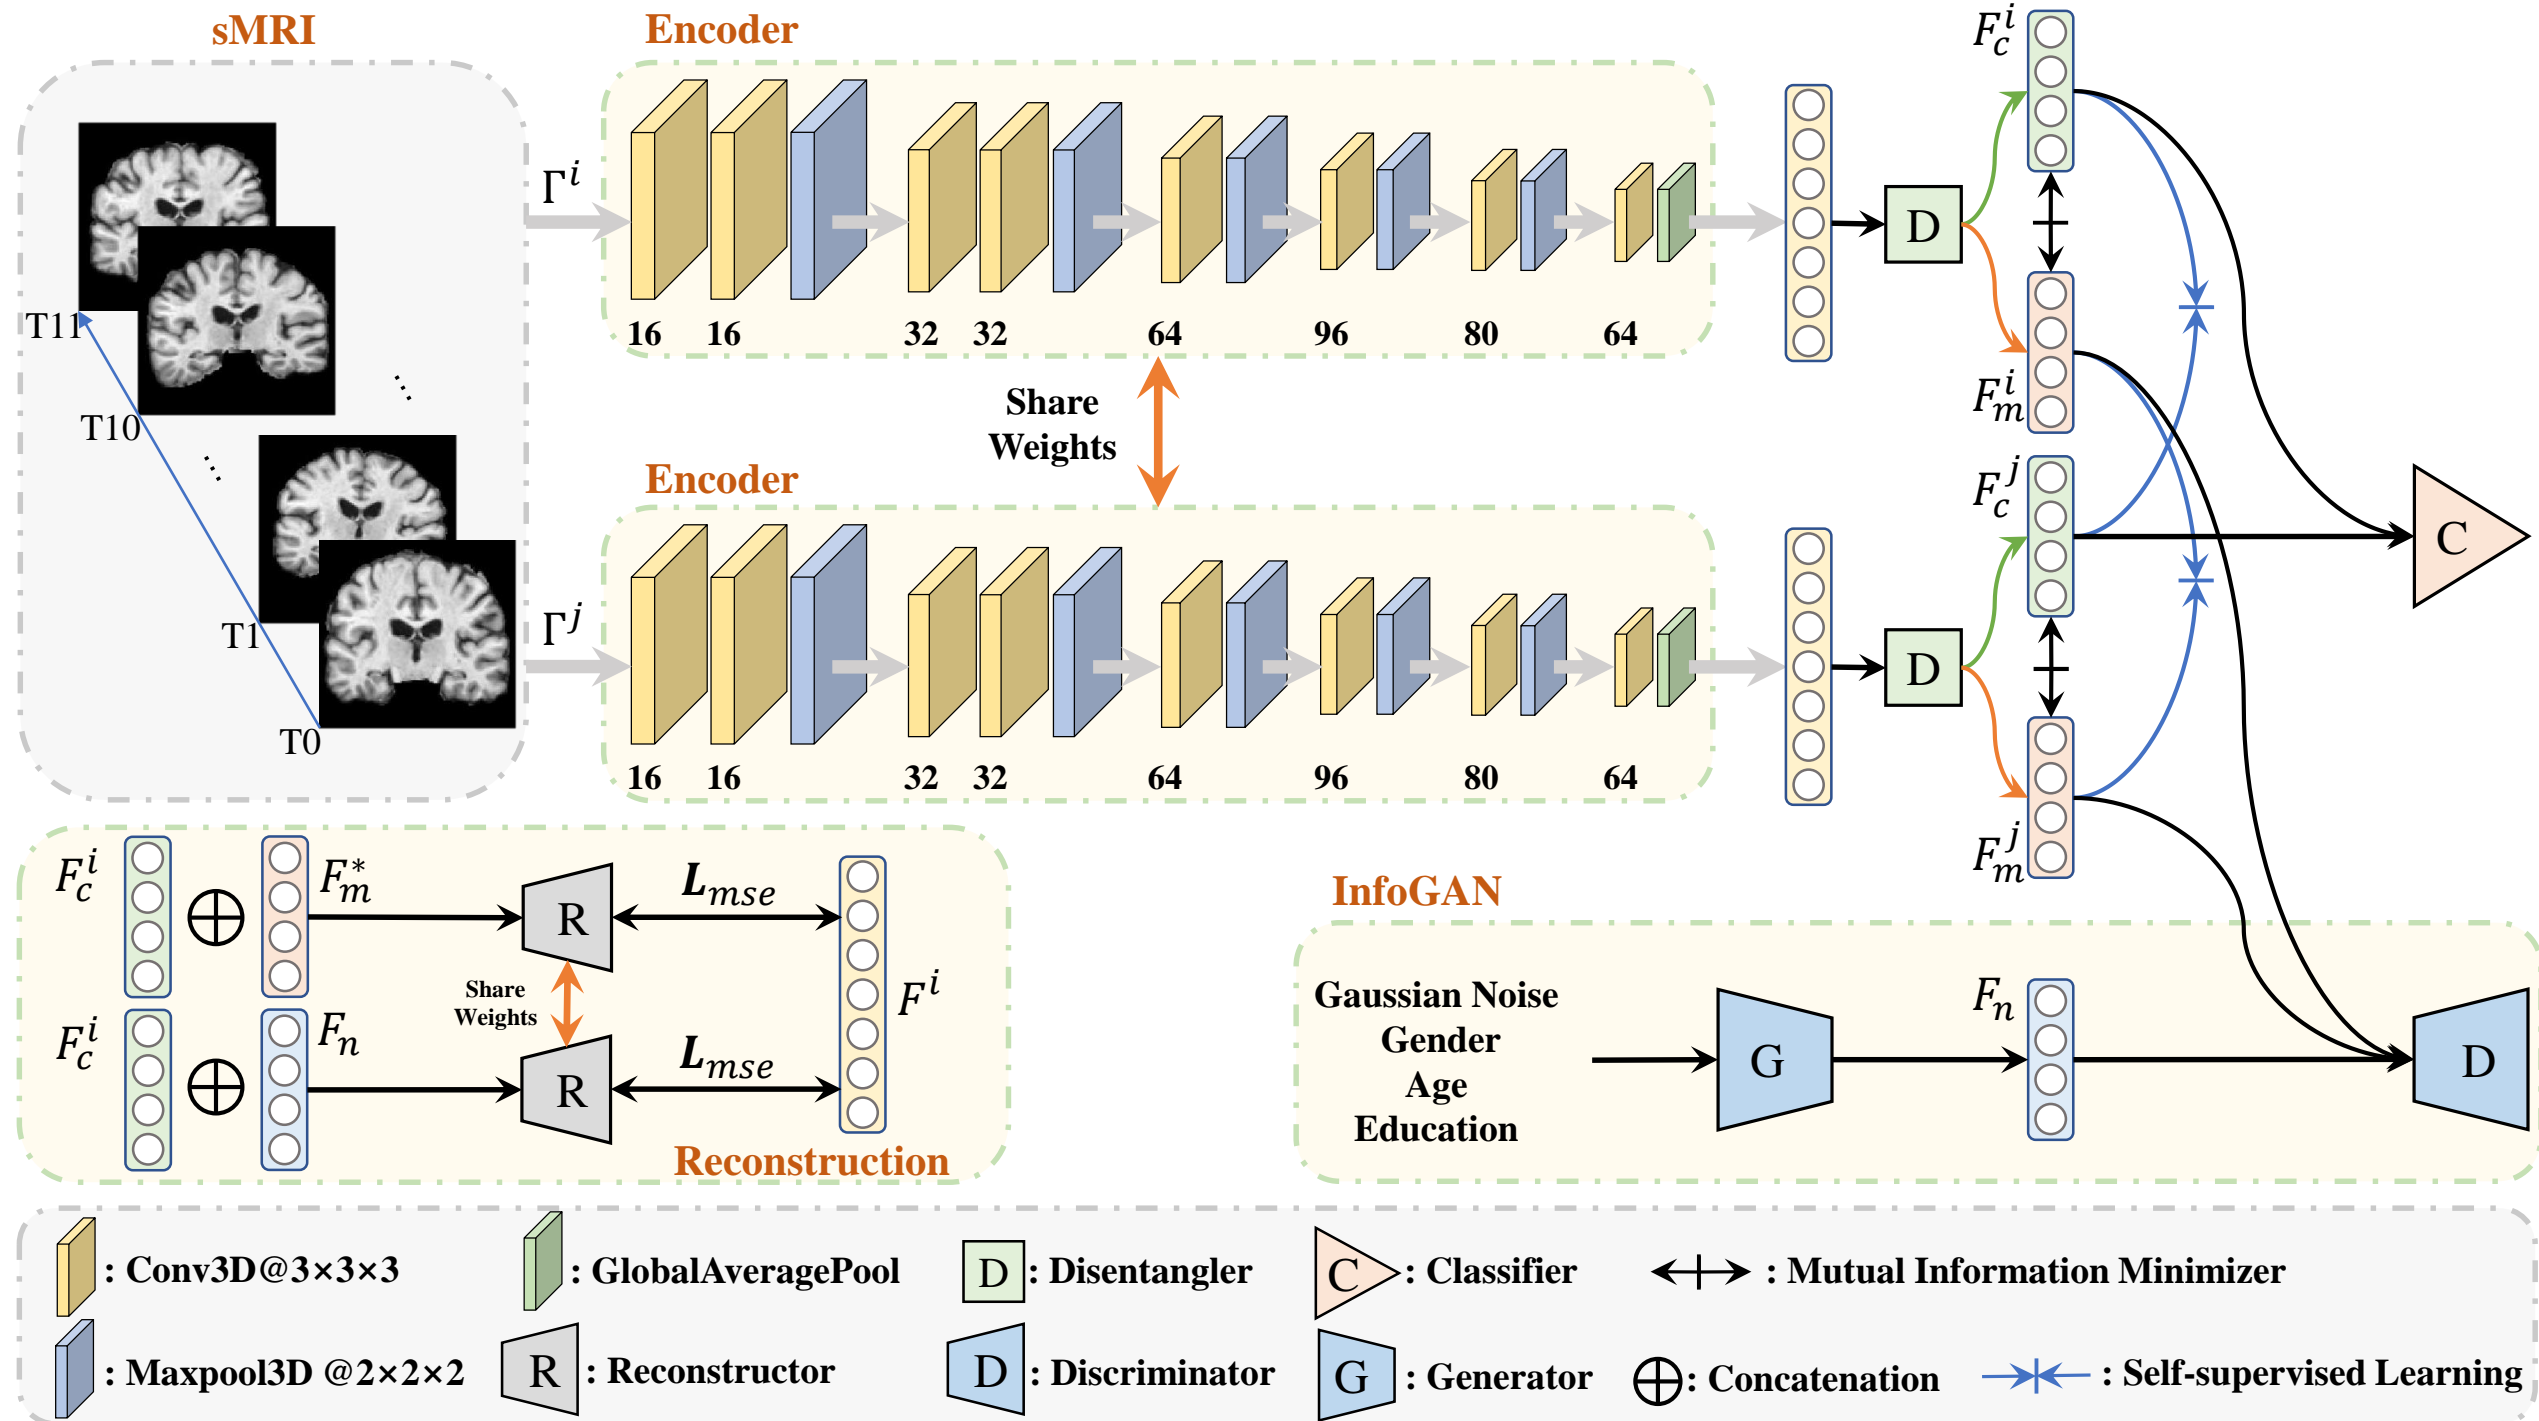 sMRI
Encoder
F_c^i
Γ^i
D
T11
16 16 32 32 64 96 80 64
F_m^i
Share
Weights
T10
Encoder
F_c^j
C
T1
Γ^j
D
T0
16 16 32 32 64 96 80 64
F_m^j
F_c^i
F_m^*
R
L_mse
InfoGAN
Share
Weights
F^i
F_c^i
F_n
R
L_mse
Reconstruction
Gaussian Noise
Gender
Age
Education
G
F_n
D
: Conv3D@3×3×3
: GlobalAveragePool
D : Disentangler
C : Classifier
: Mutual Information Minimizer
: Maxpool3D @2×2×2
R : Reconstructor
D : Discriminator
G : Generator
: Concatenation
: Self-supervised Learning